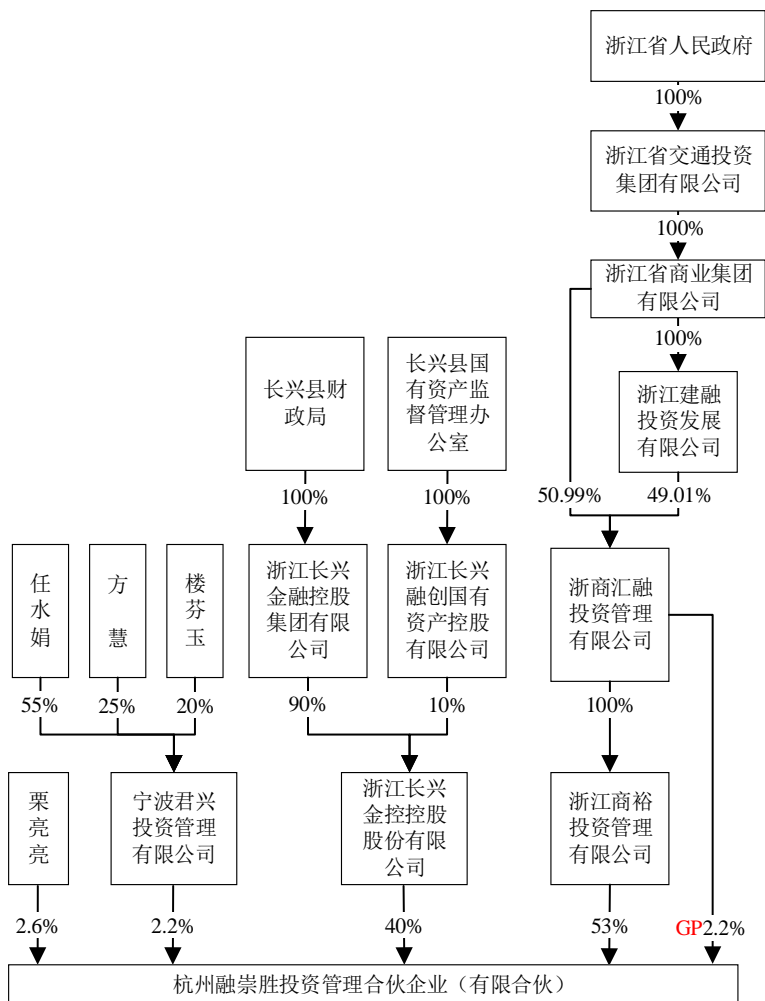 浙江省人民政府
100%
浙江省交通投资
集团有限公司
100%
浙江省商业集团
有限公司
100%
长兴县财
政局
长兴县国
有资产监
督管理办
公室
浙江建融
投资发展
有限公司
100%
100%
50.99%
49.01%
任水娟
方慧
楼芬玉
浙江长兴
金融控股
集团有限
公司
浙江长兴
融创国有
资产控股
有限公司
浙商汇融
投资管理
有限公司
55%
25%
20%
90%
10%
100%
栗亮亮
宁波君兴
投资管理
有限公司
浙江长兴
金控控股
股份有限
公司
浙江商裕
投资管理
有限公司
2.6%
2.2%
40%
53%
GP2.2%
杭州融崇胜投资管理合伙企业（有限合伙）